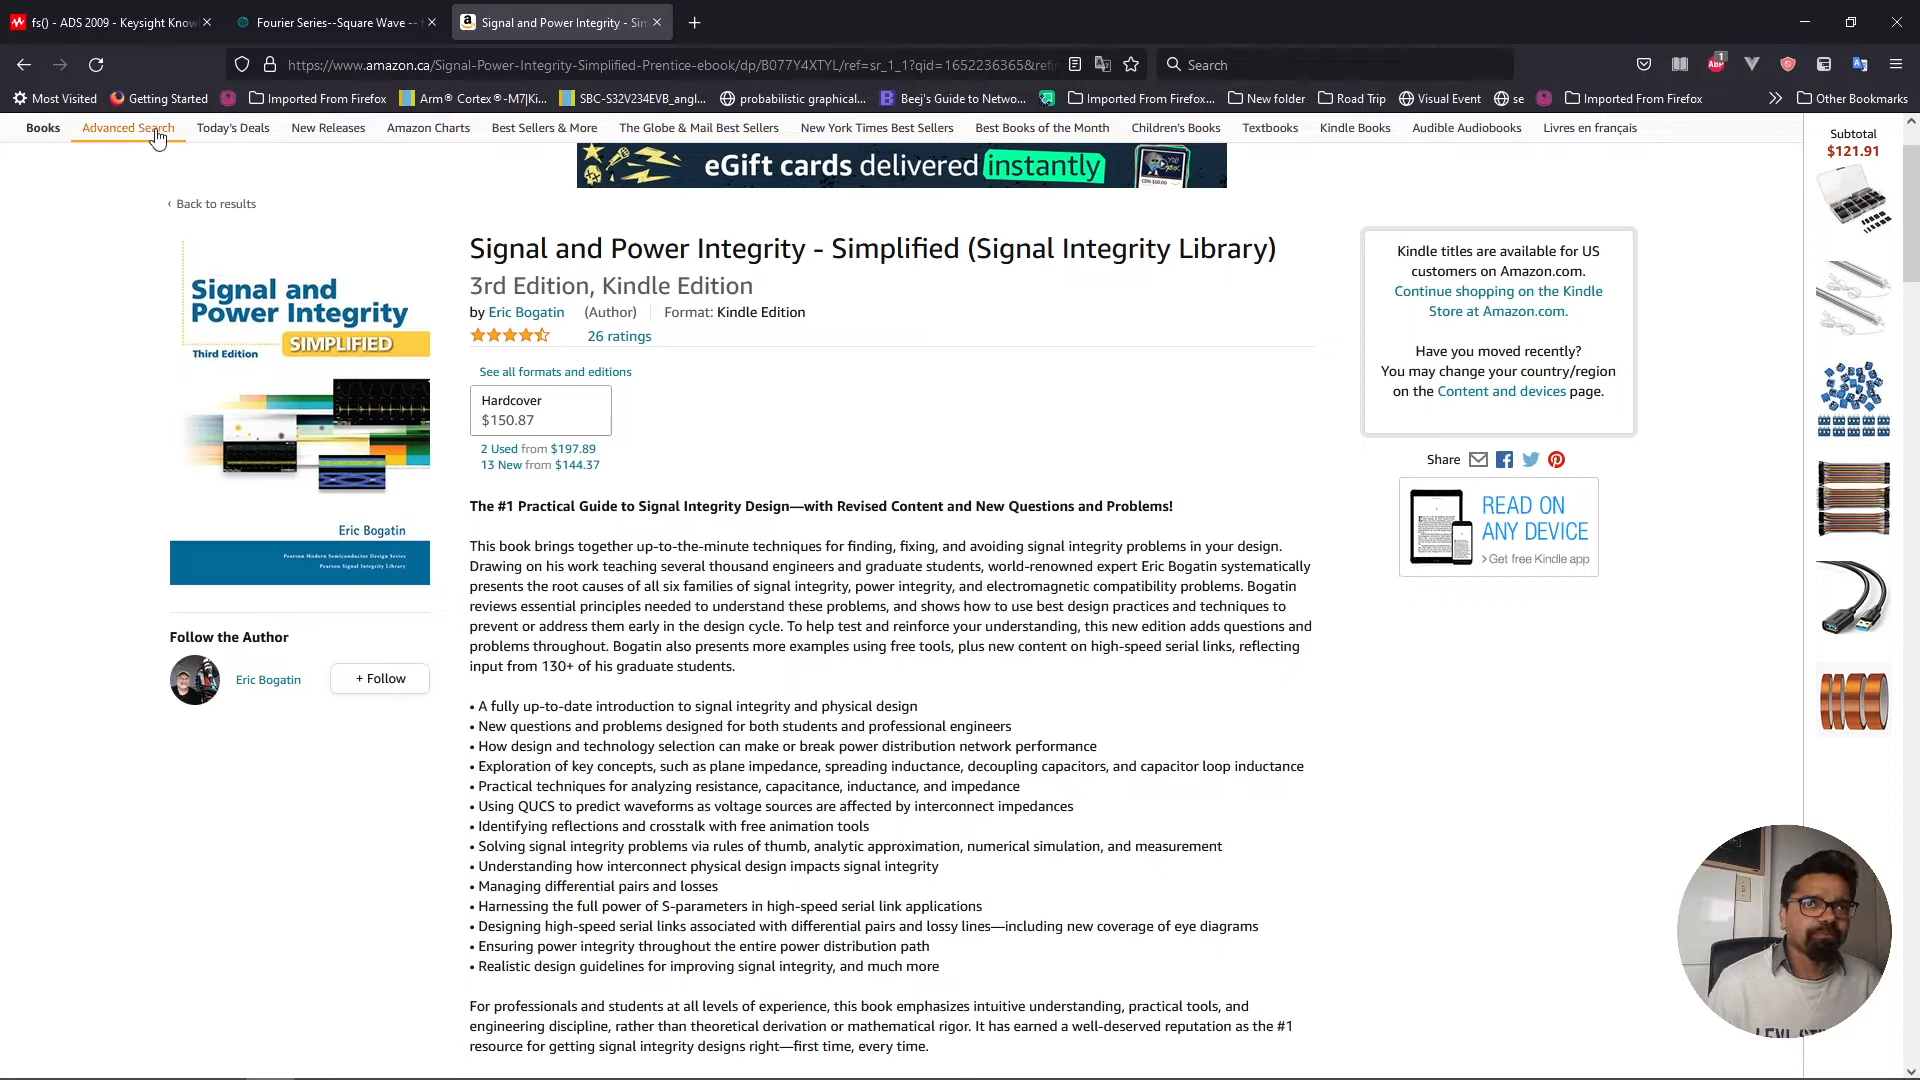 fs() - ADS 2009 - Keysight Know
Fourier Series--Square Wave --
Signal and Power Integrity - Sim
https://www.amazon.ca/Signal-Power-Integrity-Simplified-Prentice-ebook/dp/B077Y4XTYL/ref=sr_1_1?qid=1652236365&refi
Search
1
ABP
Most Visited
Getting Started
Imported From Firefox
Arm® Cortex®-M7|Ki...
SBC-S32V234EVB_angl...
probabilistic graphical...
Beej's Guide to Netwo...
Imported From Firefox...
New folder
Road Trip
Visual Event
se
Imported From Firefox
Other Bookmarks
Books
Advanced Search
Today's Deals
New Releases
Amazon Charts
Best Sellers & More
The Globe & Mail Best Sellers
New York Times Best Sellers
Best Books of the Month
Children's Books
Textbooks
Kindle Books
Audible Audiobooks
Livres en français
Subtotal
$121.91
eGift cards delivered instantly
‹ Back to results
Signal and
Power Integrity
SIMPLIFIED
Third Edition
Eric Bogatin
Pearson Modern Semiconductor Design Series
Pearson Signal Integrity Library
Follow the Author
Eric Bogatin
+ Follow
Signal and Power Integrity - Simplified (Signal Integrity Library)
3rd Edition, Kindle Edition
by Eric Bogatin (Author) Format: Kindle Edition
26 ratings
See all formats and editions
Hardcover
$150.87
2 Used from $197.89
13 New from $144.37
The #1 Practical Guide to Signal Integrity Design—with Revised Content and New Questions and Problems!
This book brings together up-to-the-minute techniques for finding, fixing, and avoiding signal integrity problems in your design.
Drawing on his work teaching several thousand engineers and graduate students, world-renowned expert Eric Bogatin systematically
presents the root causes of all six families of signal integrity, power integrity, and electromagnetic compatibility problems. Bogatin
reviews essential principles needed to understand these problems, and shows how to use best design practices and techniques to
prevent or address them early in the design cycle. To help test and reinforce your understanding, this new edition adds questions and
problems throughout. Bogatin also presents more examples using free tools, plus new content on high-speed serial links, reflecting
input from 130+ of his graduate students.
• A fully up-to-date introduction to signal integrity and physical design
• New questions and problems designed for both students and professional engineers
• How design and technology selection can make or break power distribution network performance
• Exploration of key concepts, such as plane impedance, spreading inductance, decoupling capacitors, and capacitor loop inductance
• Practical techniques for analyzing resistance, capacitance, inductance, and impedance
• Using QUCS to predict waveforms as voltage sources are affected by interconnect impedances
• Identifying reflections and crosstalk with free animation tools
• Solving signal integrity problems via rules of thumb, analytic approximation, numerical simulation, and measurement
• Understanding how interconnect physical design impacts signal integrity
• Managing differential pairs and losses
• Harnessing the full power of S-parameters in high-speed serial link applications
• Designing high-speed serial links associated with differential pairs and lossy lines—including new coverage of eye diagrams
• Ensuring power integrity throughout the entire power distribution path
• Realistic design guidelines for improving signal integrity, and much more
For professionals and students at all levels of experience, this book emphasizes intuitive understanding, practical tools, and
engineering discipline, rather than theoretical derivation or mathematical rigor. It has earned a well-deserved reputation as the #1
resource for getting signal integrity designs right—first time, every time.
Kindle titles are available for US
customers on Amazon.com.
Continue shopping on the Kindle
Store at Amazon.com.
Have you moved recently?
You may change your country/region
on the Content and devices page.
Share
READ ON
ANY DEVICE
› Get free Kindle app